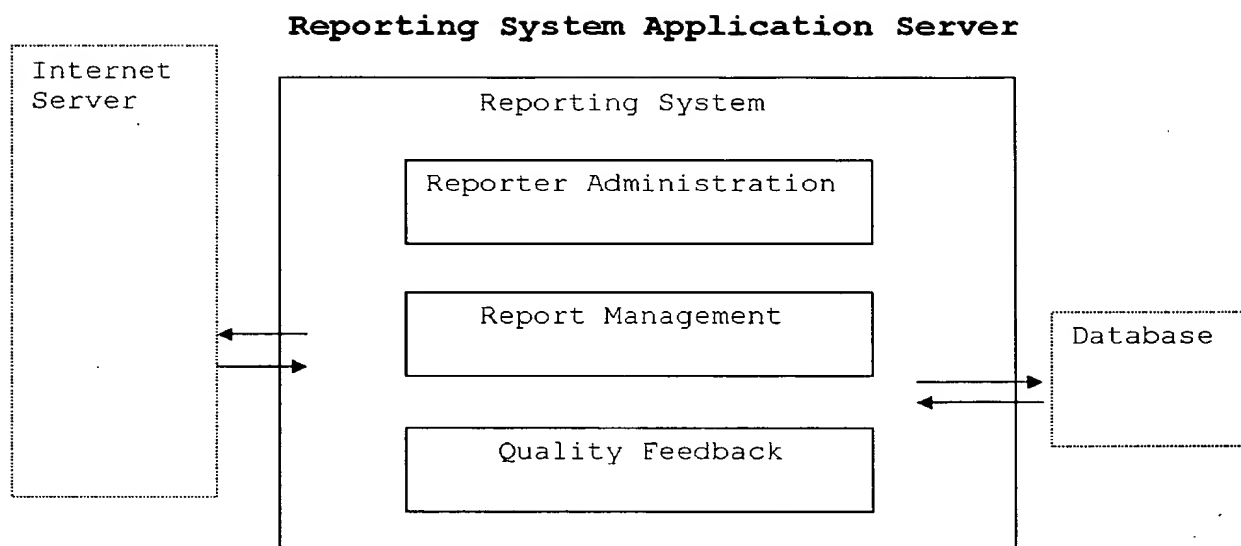 Reporting System Application Server
Internet
Server
Reporting System
Reporter Administration
Report Management
Database
Quality Feedback